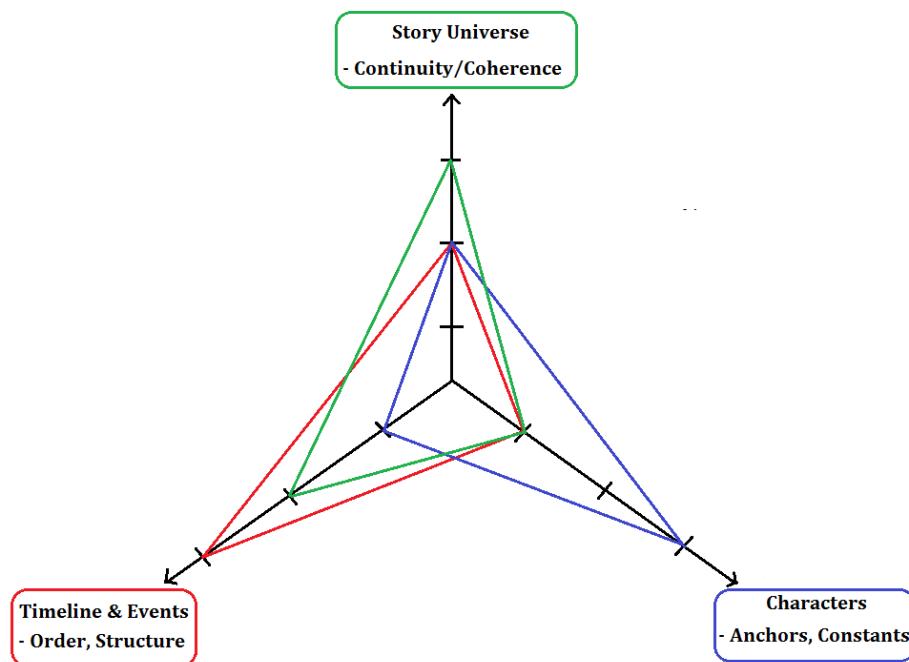 Story Universe
- Continuity/Coherence
Timeline & Events
- Order, Structure
Characters
- Anchors, Constants